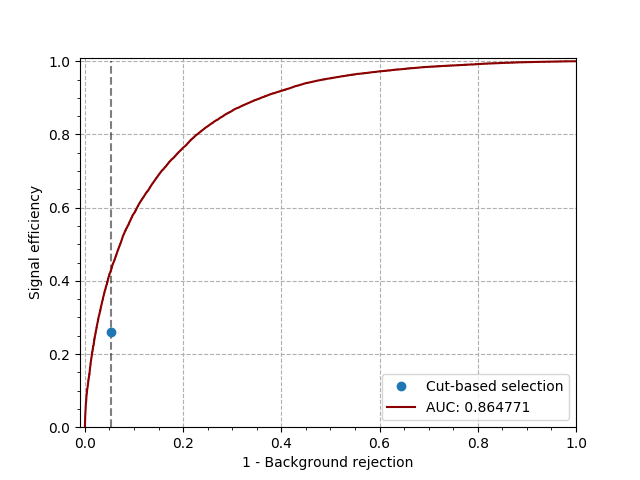 1.0
0.8
0.6
0.4
0.2
0.0
Signal efficiency
Cut-based selection
AUC: 0.864771
0.0 0.2 0.4 0.6 0.8 1.0
1 - Background rejection